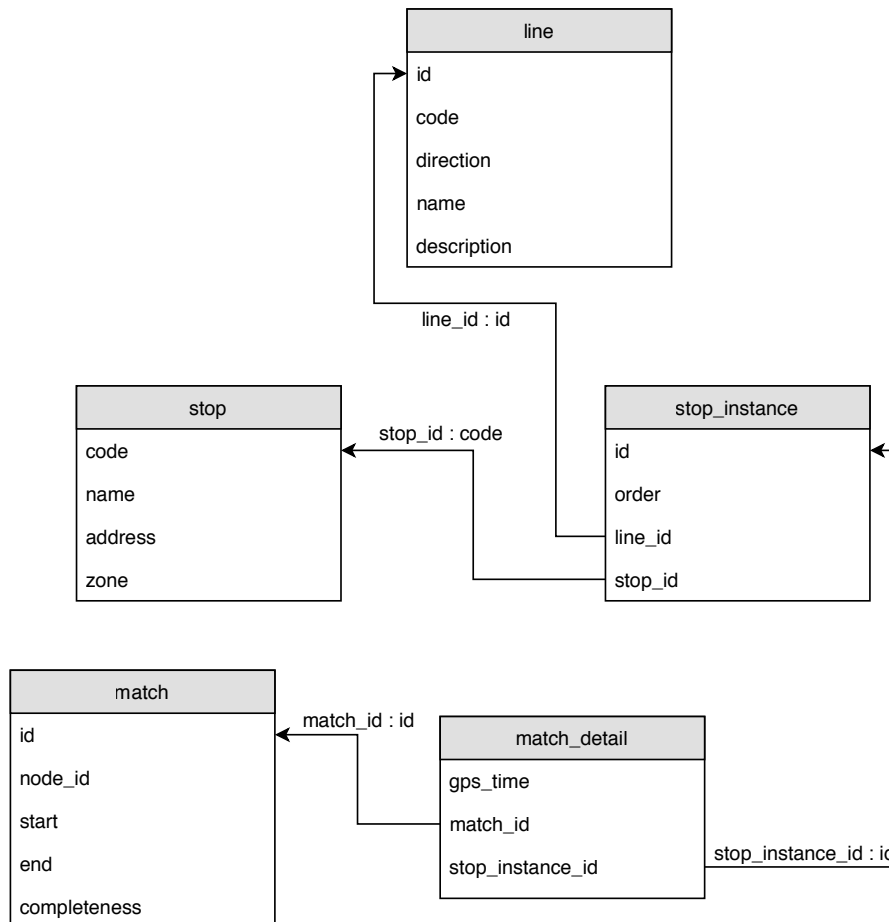 line
id
code
direction
name
description
line_id : id
stop
code
name
address
zone
stop_id : code
stop_instance
id
order
line_id
stop_id
match
id
node_id
start
end
completeness
match_id : id
match_detail
gps_time
match_id
stop_instance_id
stop_instance_id : id